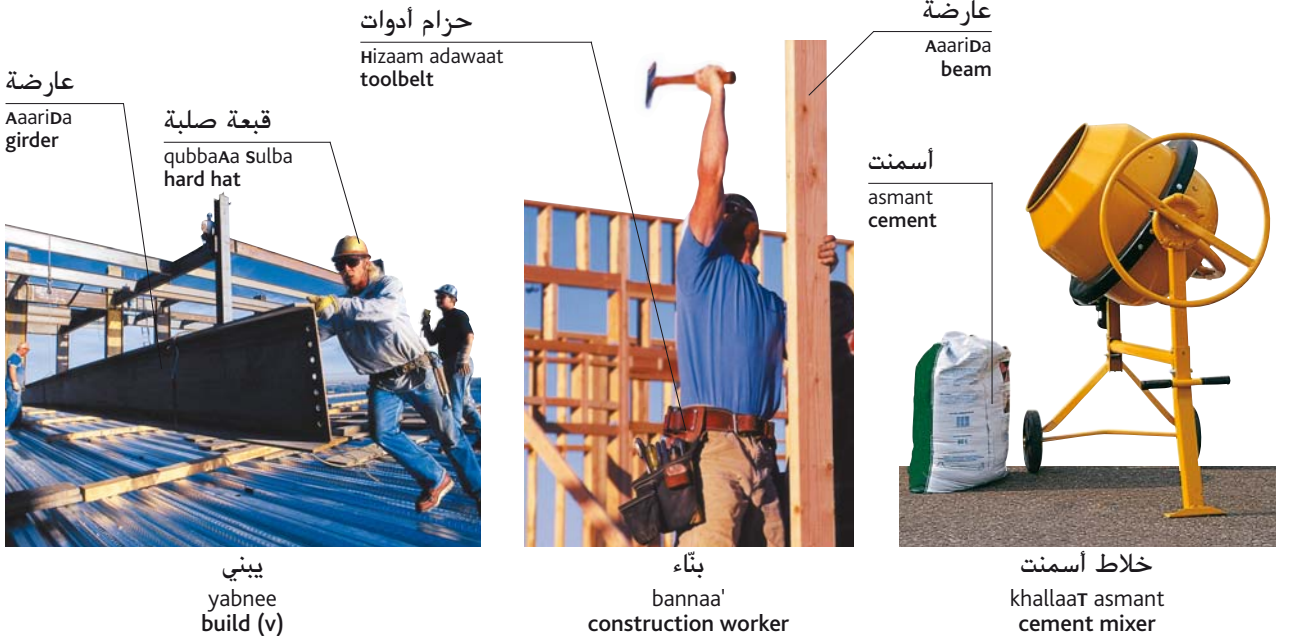 عارضة
AaariDa
girder
قبعة صلبة
qubbaAa Sulba
hard hat
حزام أدوات
Hizaam adawaat
toolbelt
عارضة
AaariDa
beam
أسمنت
asmant
cement
يبني
yabnee
build (v)
بنّاء
bannaa'
construction worker
خلاط أسمنت
khallaaT asmant
cement mixer